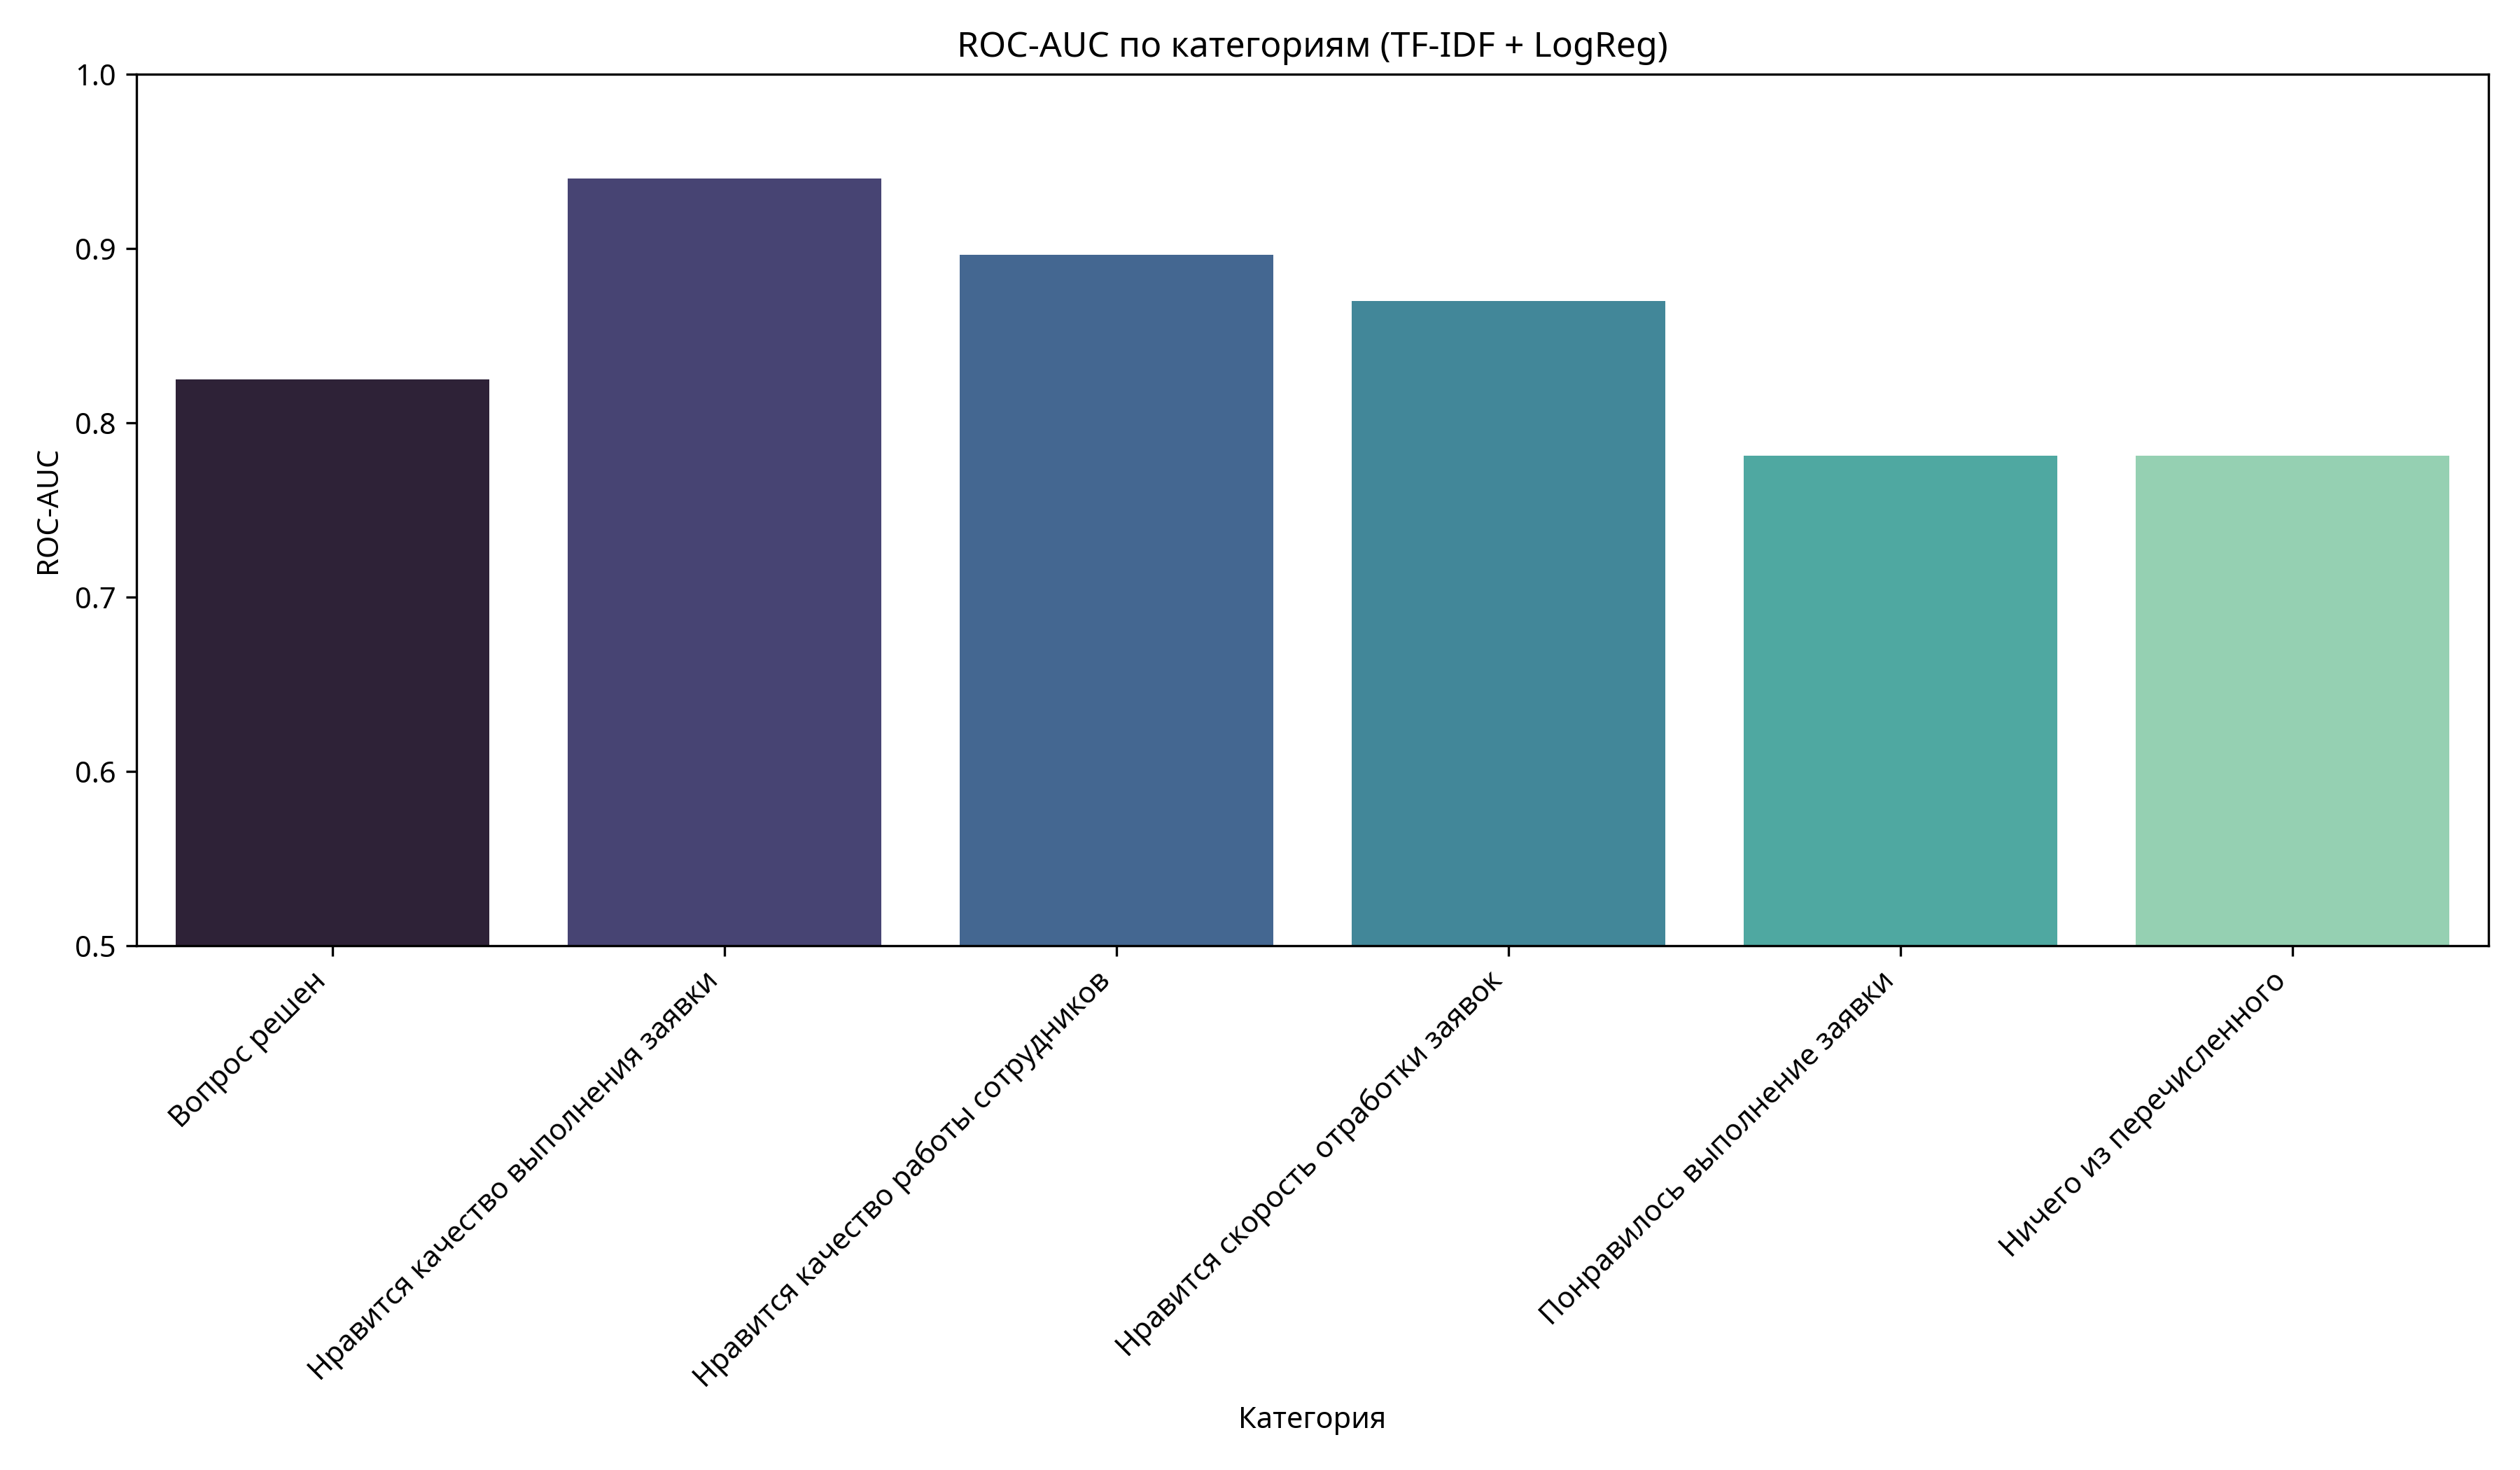 ROC-AUC по категориям (TF-IDF + LogReg)
1.0
0.9
0.8
0.7
0.6
0.5
ROC-AUC
Вопрос решен
Нравится качество выполнения заявки
Нравится качество работы сотрудников
Нравится скорость отработки заявок
Понравилось выполнение заявки
Ничего из перечисленного
Категория